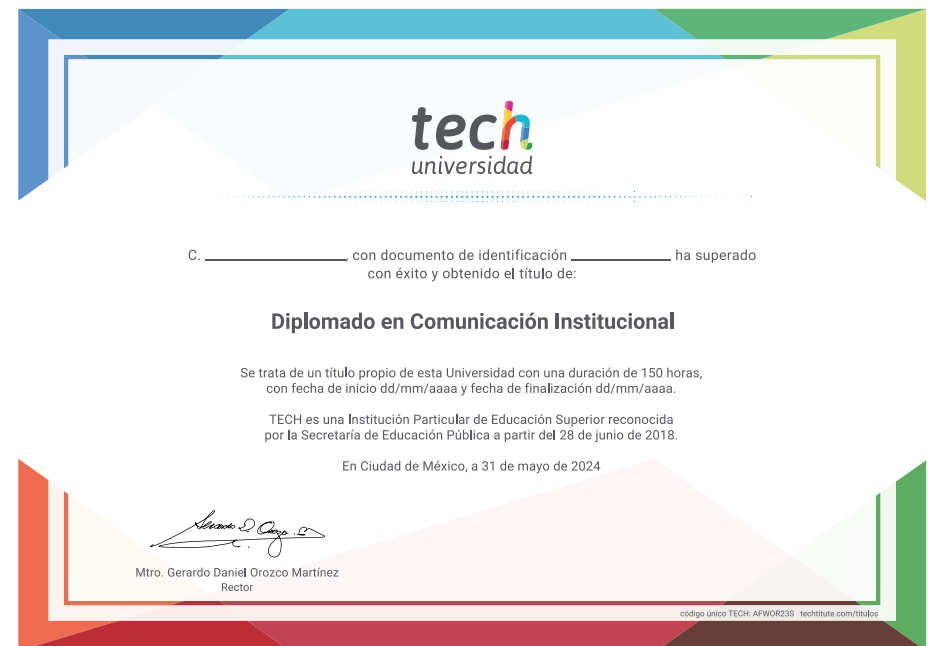 tech
universidad
C. ____________, con documento de identificación ____________ ha superado
con éxito y obtenido el título de:
Diplomado en Comunicación Institucional
Se trata de un título propio de esta Universidad con una duración de 150 horas,
con fecha de inicio dd/mm/aaaa y fecha de finalización dd/mm/aaaa.
TECH es una Institución Particular de Educación Superior reconocida
por la Secretaría de Educación Pública a partir del 28 de junio de 2018.
En Ciudad de México, a 31 de mayo de 2024
Mtro. Gerardo Daniel Orozco Martínez
Rector
código único TECH: AFWOR23S techtitute.com/titulos